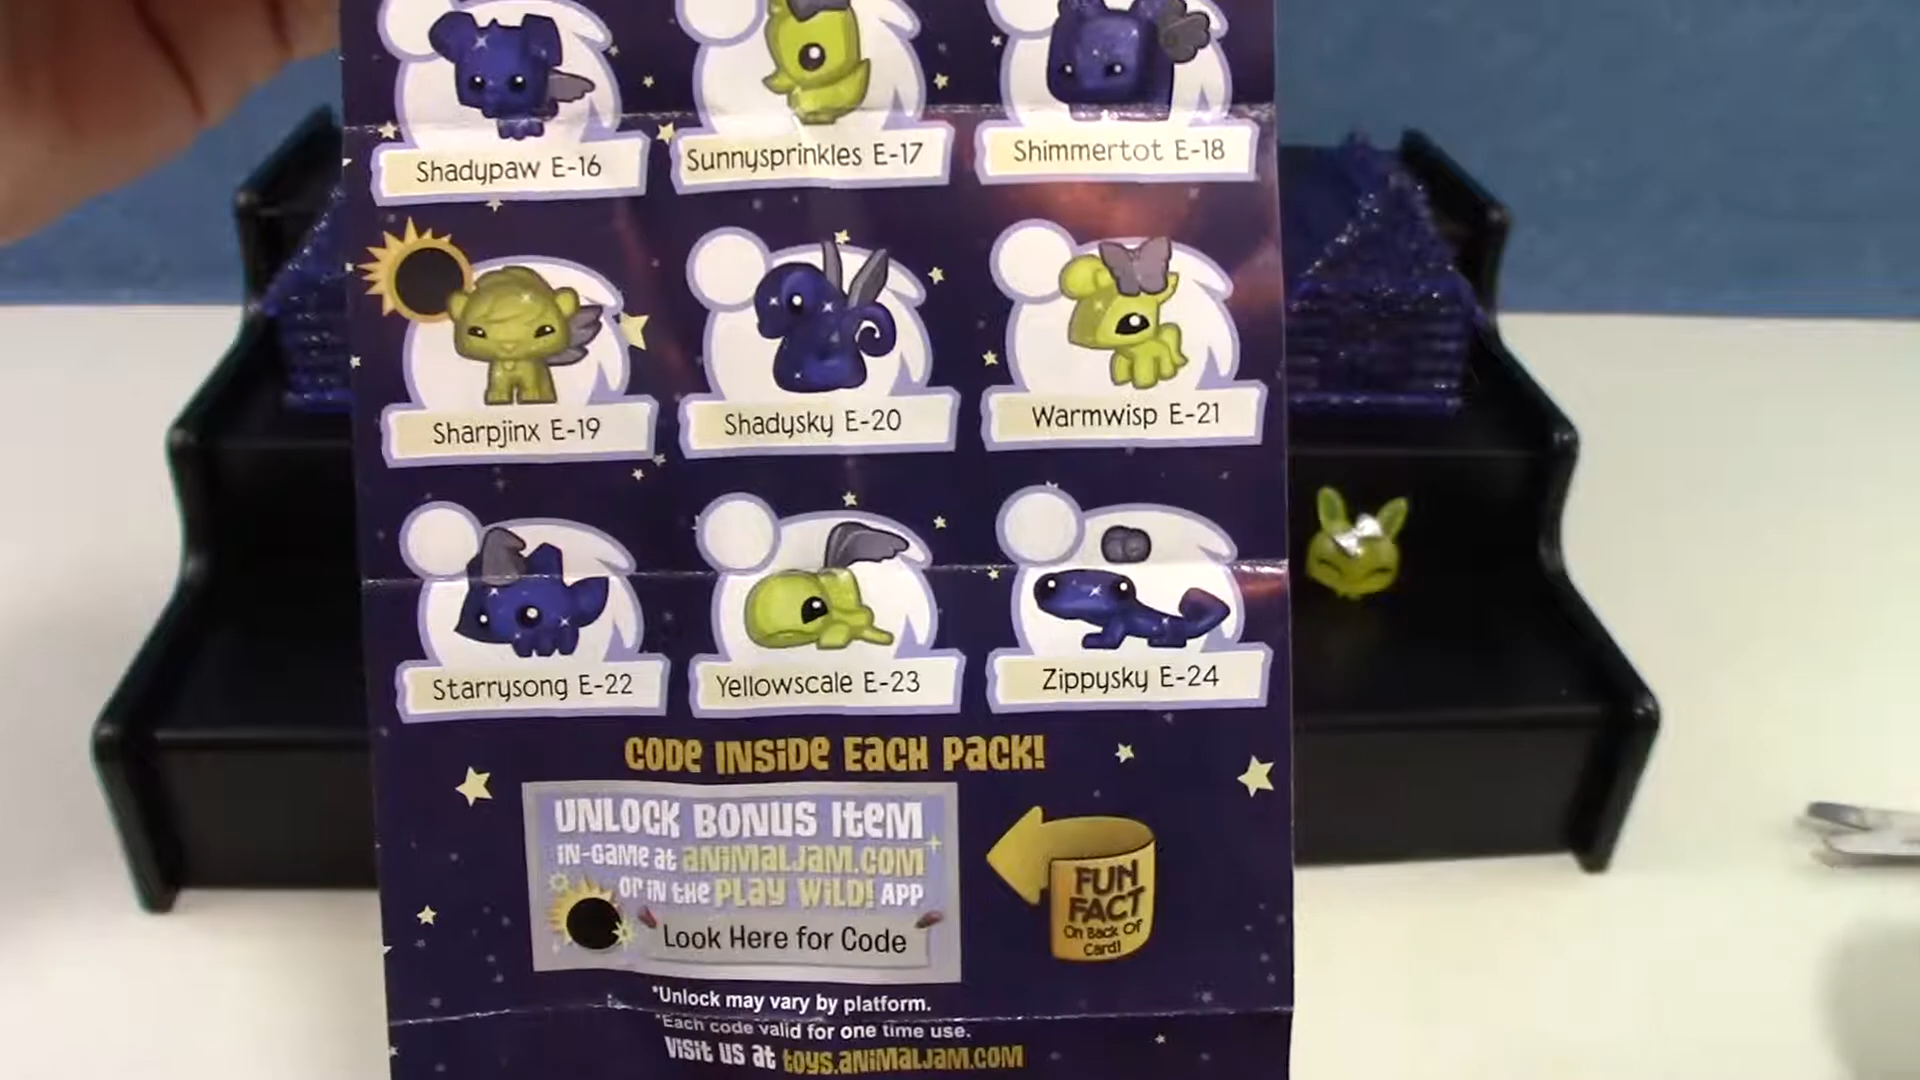 Shadypaw E-16 Sunnysprinkles E-17 Shimmertot E-18
Sharpjinx E-19 Shadysky E-20 Warmwisp E-21
Starrysong E-22 Yellowscale E-23 Zippysky E-24
CODE INSIDE EACH PACK!
UNLOCK BONUS ITEM
IN-GAME at ANIMALJAM.COM
OR IN the PLAY WILD! APP
Look Here for Code
FUN
FACT
On Back Of
Card!
*Unlock may vary by platform.
*Each code valid for one time use.
Visit us at toys.ANIMALJAM.COM